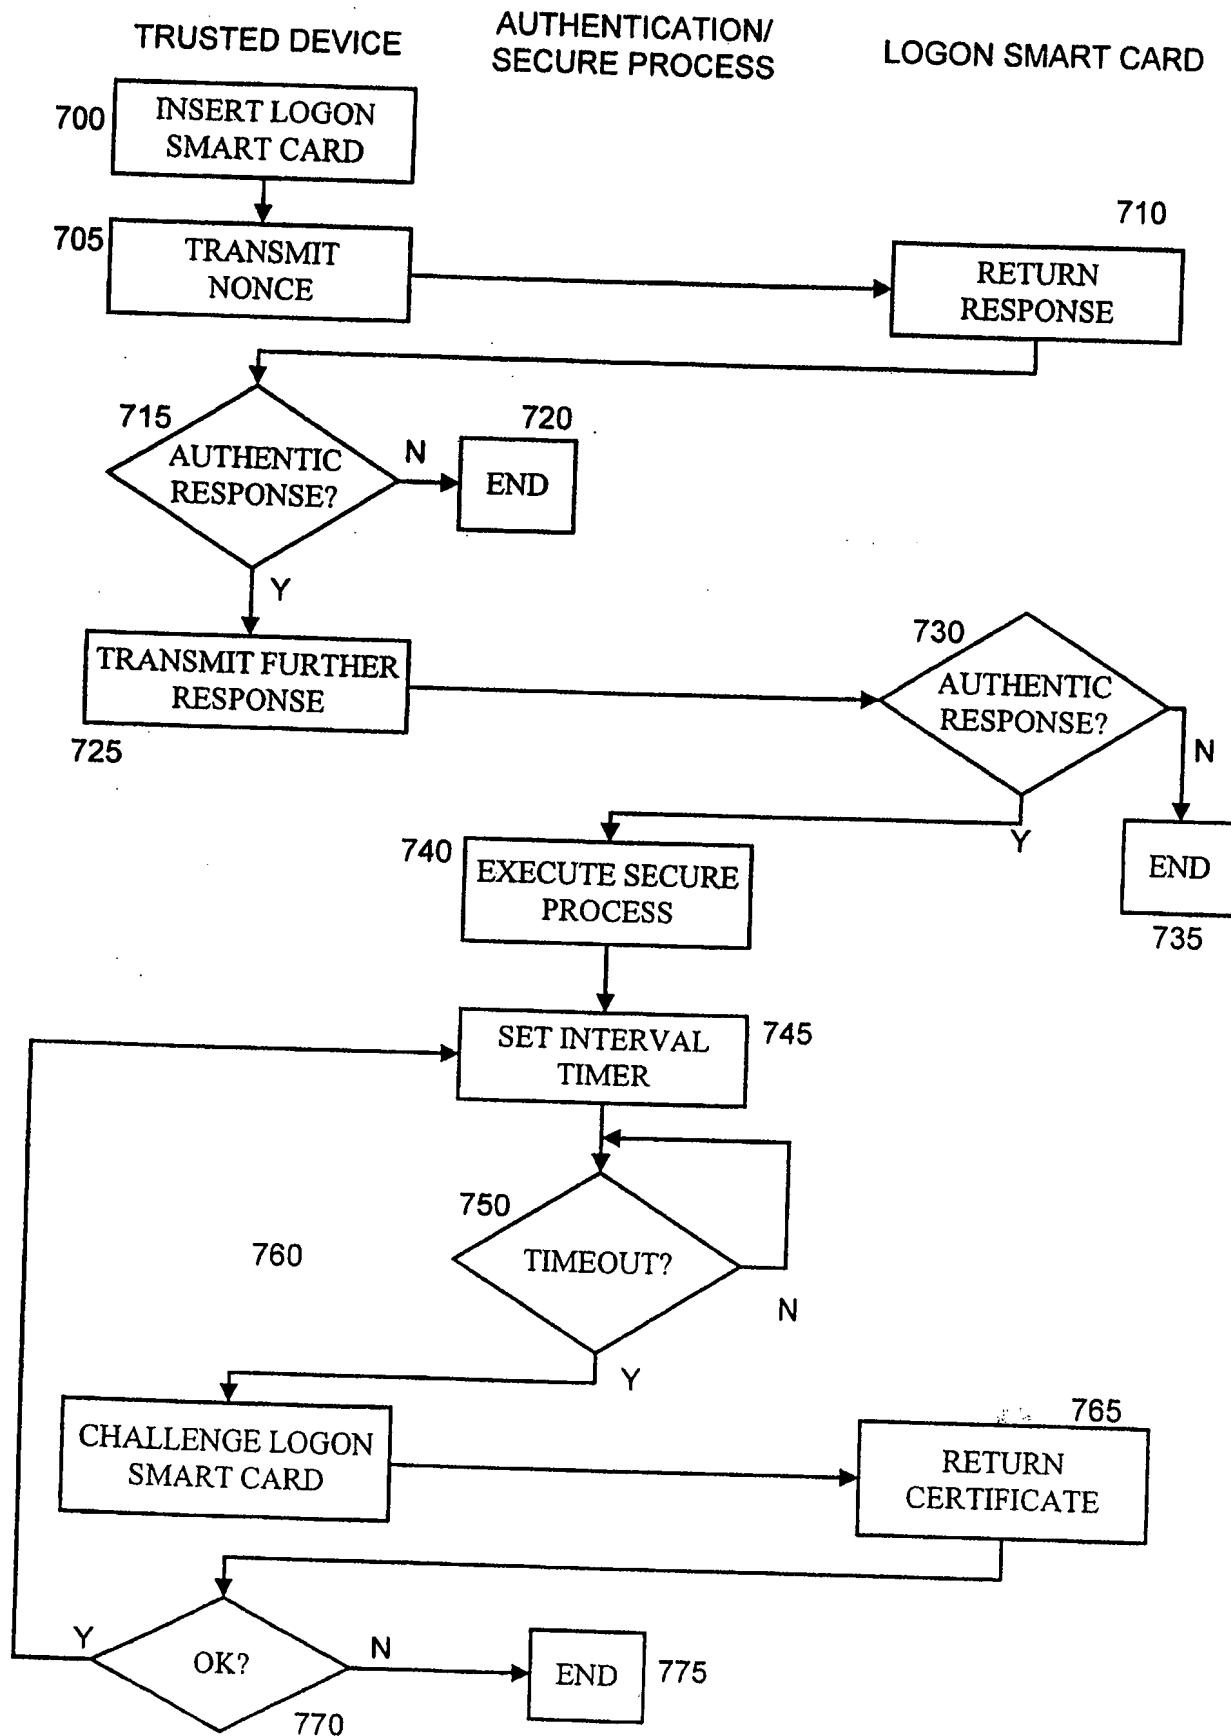 TRUSTED DEVICE
AUTHENTICATION/
SECURE PROCESS
LOGON SMART CARD
700
INSERT LOGON
SMART CARD
705
TRANSMIT
NONCE
710
RETURN
RESPONSE
715
AUTHENTIC
RESPONSE?
N
720
END
Y
TRANSMIT FURTHER
RESPONSE
725
730
AUTHENTIC
RESPONSE?
N
Y
END
735
740
EXECUTE SECURE
PROCESS
SET INTERVAL
TIMER
745
750
TIMEOUT?
N
760
Y
CHALLENGE LOGON
SMART CARD
765
RETURN
CERTIFICATE
Y
OK?
N
770
END
775